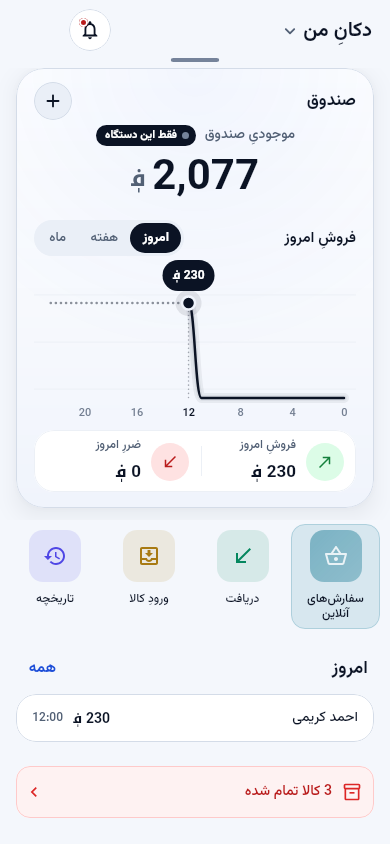 دکانِ من
صندوق
موجودیِ صندوق
فقط این دستگاه
2,077 ؋
فروشِ امروز
امروز
هفته
ماه
230 ؋
0
4
8
12
16
20
فروشِ امروز
230 ؋
ضررِ امروز
0 ؋
سفارش‌های
آنلاین
دریافت
ورودِ کالا
تاریخچه
امروز
همه
احمد کریمی
230 ؋
12:00
3 کالا تمام شده